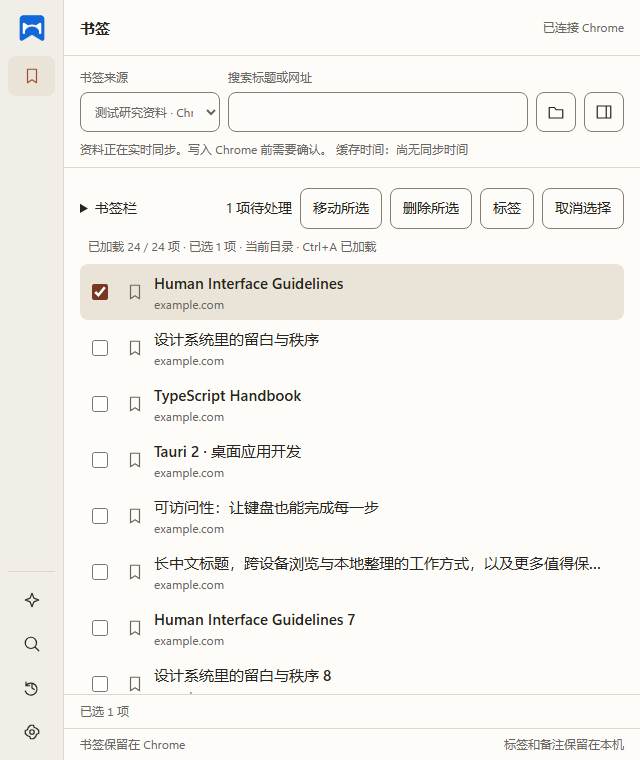 书签
已连接 Chrome
书签来源
搜索标题或网址
测试研究资料 · Chr
资料正在实时同步。写入 Chrome 前需要确认。 缓存时间：尚无同步时间
书签栏
1 项待处理
移动所选
删除所选
标签
取消选择
已加载 24 / 24 项 · 已选 1 项 · 当前目录 · Ctrl+A 已加载
Human Interface Guidelines
example.com
设计系统里的留白与秩序
example.com
TypeScript Handbook
example.com
Tauri 2 · 桌面应用开发
example.com
可访问性：让键盘也能完成每一步
example.com
长中文标题，跨设备浏览与本地整理的工作方式，以及更多值得保...
example.com
Human Interface Guidelines 7
example.com
设计系统里的留白与秩序 8
已选 1 项
书签保留在 Chrome
标签和备注保留在本机